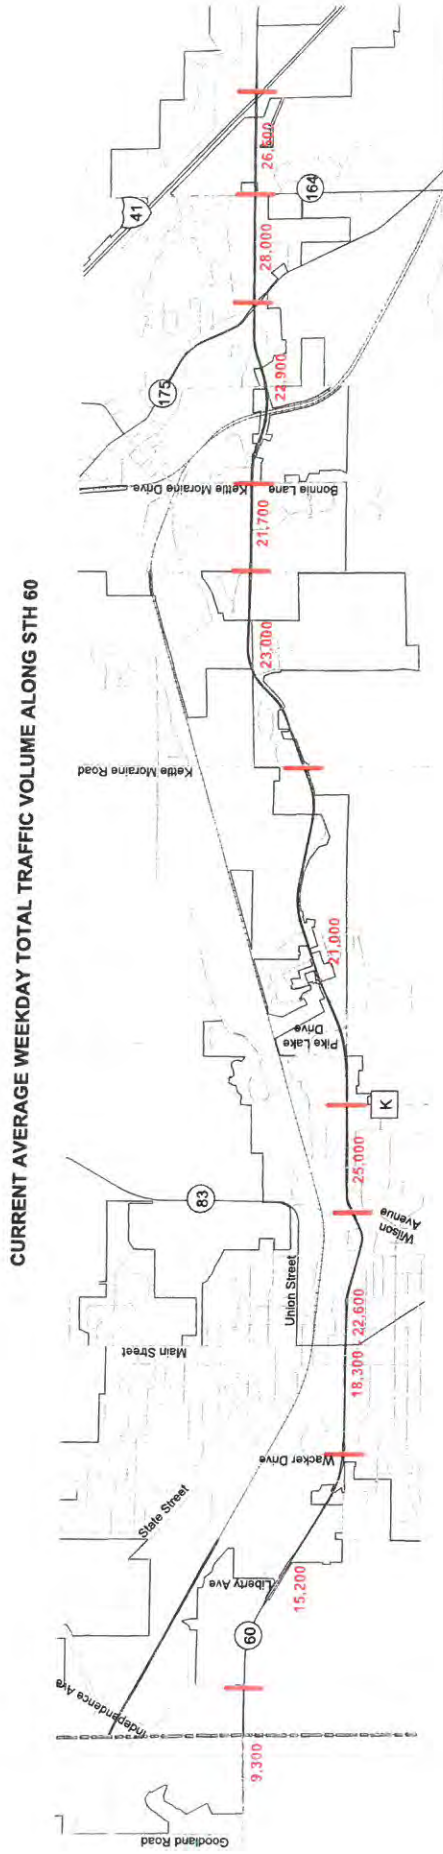 CURRENT AVERAGE WEEKDAY TOTAL TRAFFIC VOLUME ALONG STH 60
Goodland Road
9,300
Independence Ave
60
Liberty Ave
15,200
State Street
Wacker Drive
Main Street
18,300 - 22,600
Union Street
83
Wilson
Avenue
25,000
K
Pike Lake
Drive
21,000
Kettle Moraine Road
23,000
21,700
Kettle Moraine Drive
Bonnie Lane
22,900
175
28,000
41
164
26,500